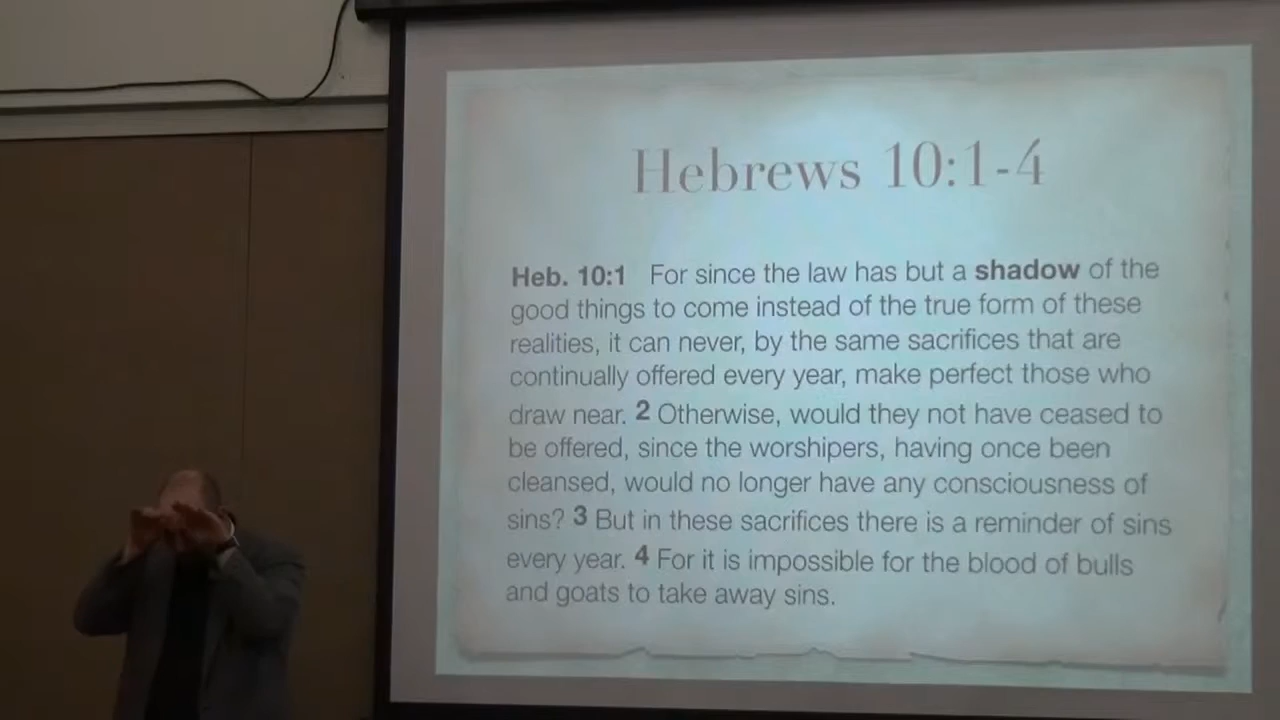 Hebrews 10:1-4
Heb. 10:1 For since the law has but a shadow of the
good things to come instead of the true form of these
realities, it can never, by the same sacrifices that are
continually offered every year, make perfect those who
draw near. 2 Otherwise, would they not have ceased to
be offered, since the worshipers, having once been
cleansed, would no longer have any consciousness of
sins? 3 But in these sacrifices there is a reminder of sins
every year. 4 For it is impossible for the blood of bulls
and goats to take away sins.